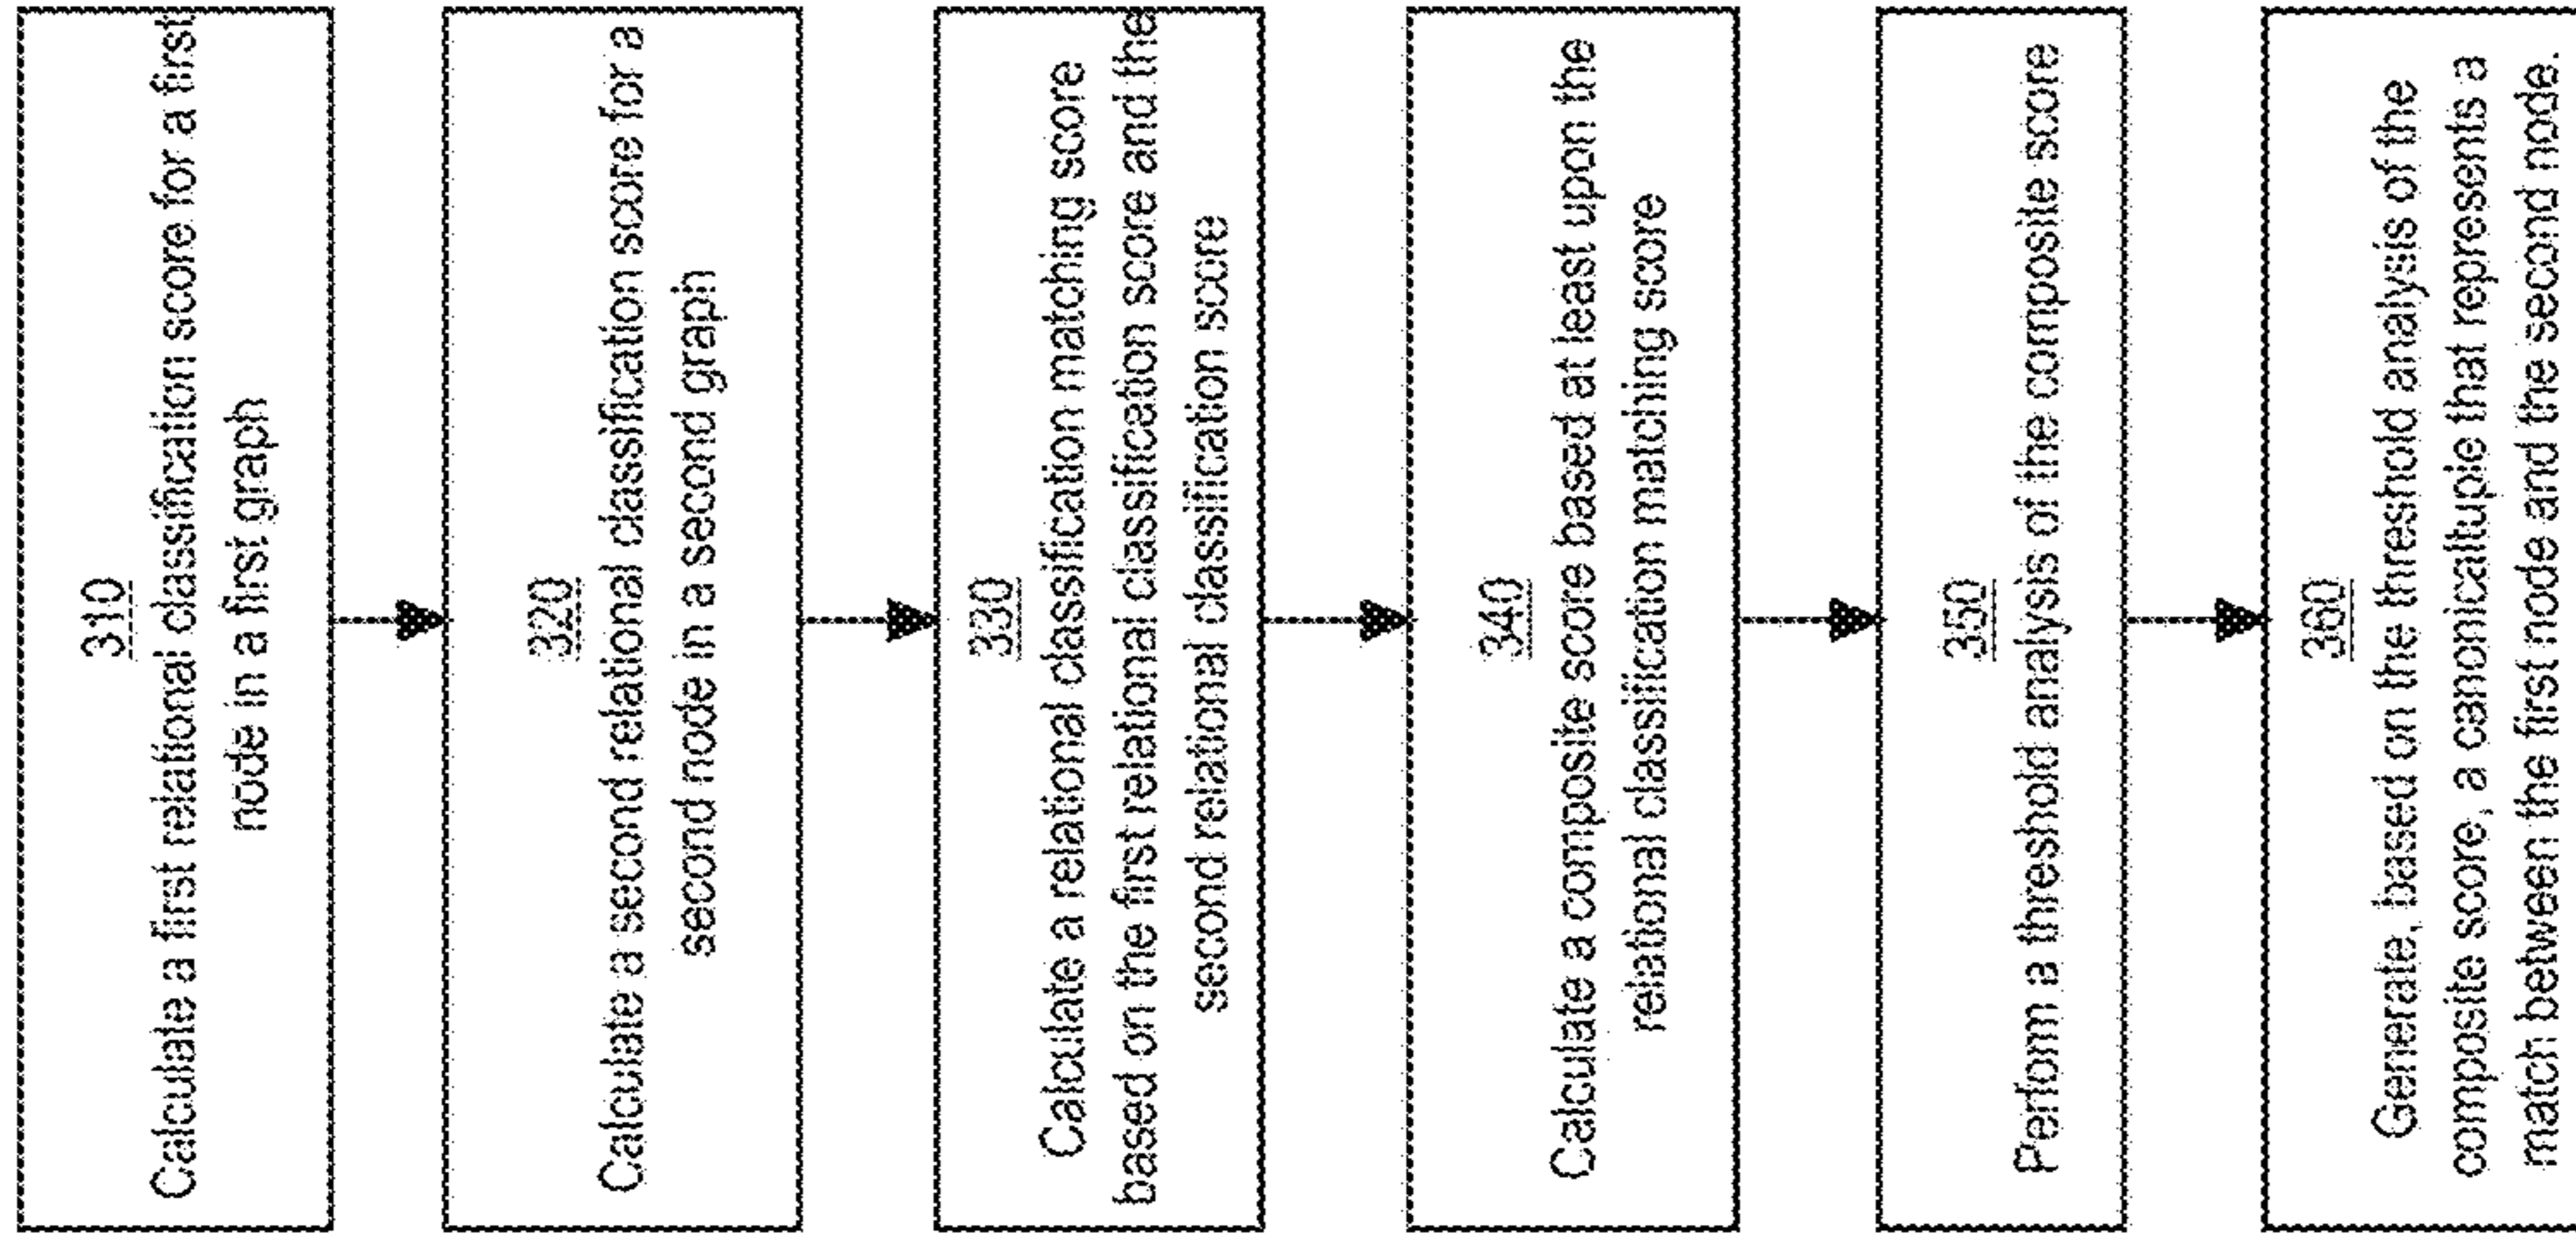 310
Calculate a first relational classification score for a first
node in a first graph
320
Calculate a second relational classification score for a
second node in a second graph
330
Calculate a relational classification matching score
based on the first relational classification score and the
second relational classification score
340
Calculate a composite score based at least upon the
relational classification matching score
350
Perfom a threshold analysis of the composite score
360
Generate, based on the threshold analysis of the
composite score, a canonicaltuple that represents a
match between the first node and the second node.